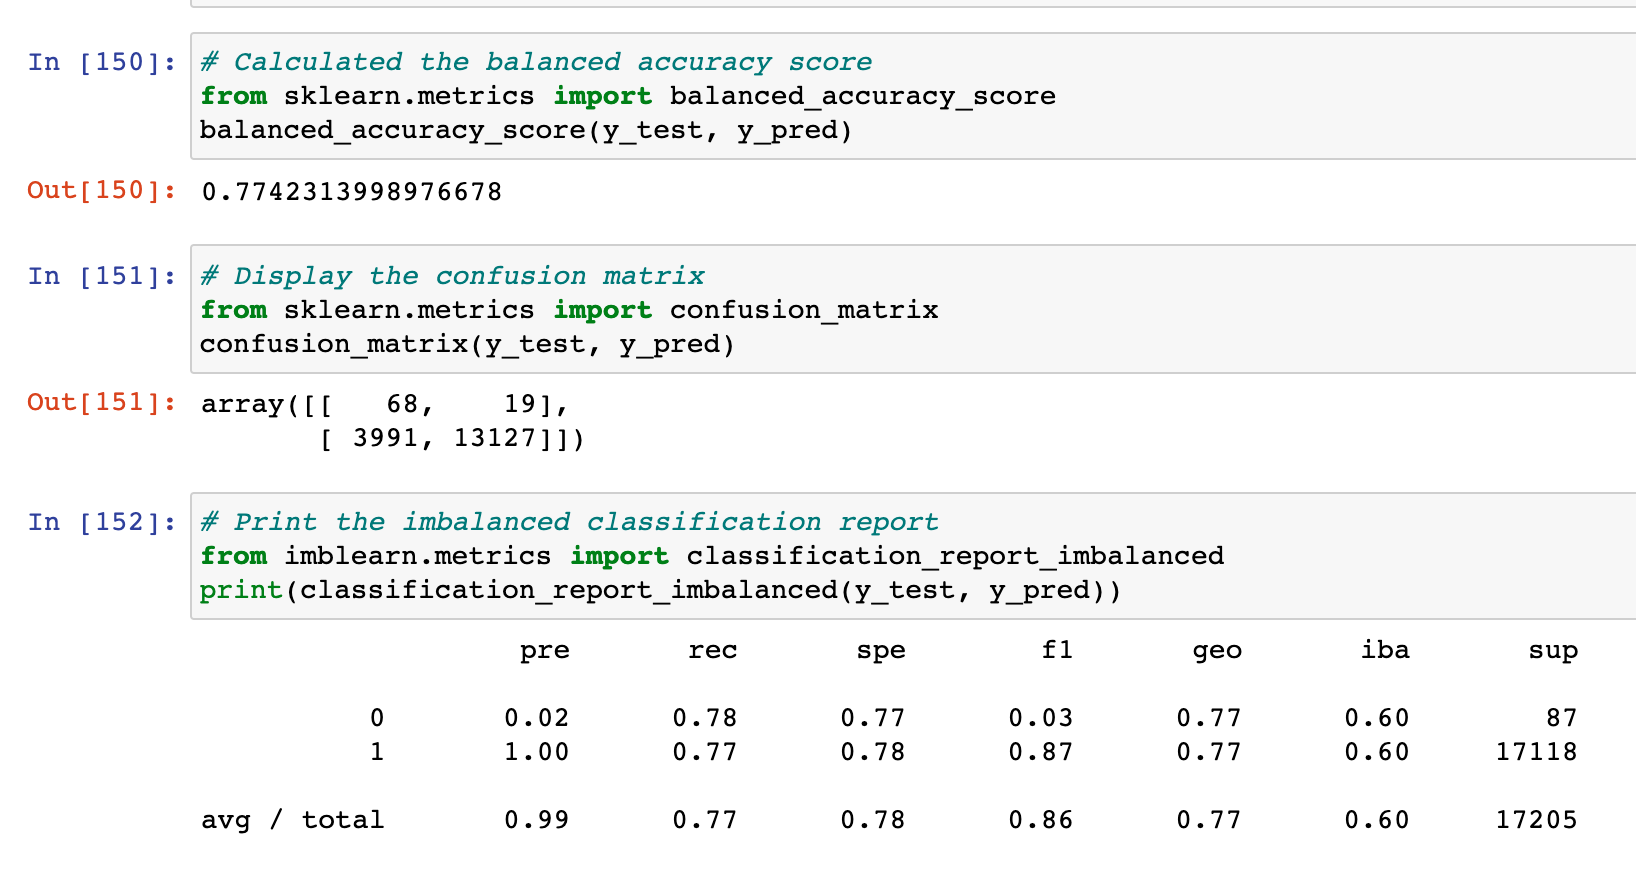 In [150]: # Calculated the balanced accuracy score
from sklearn.metrics import balanced_accuracy_score
balanced_accuracy_score(y_test, y_pred)
Out[150]: 0.7742313998976678
In [151]: # Display the confusion matrix
from sklearn.metrics import confusion_matrix
confusion_matrix(y_test, y_pred)
Out[151]: array([[   68,    19],
       [ 3991, 13127]])
In [152]: # Print the imbalanced classification report
from imblearn.metrics import classification_report_imbalanced
print(classification_report_imbalanced(y_test, y_pred))
pre rec spe f1 geo iba sup
0 0.02 0.78 0.77 0.03 0.77 0.60 87
1 1.00 0.77 0.78 0.87 0.77 0.60 17118
avg / total 0.99 0.77 0.78 0.86 0.77 0.60 17205